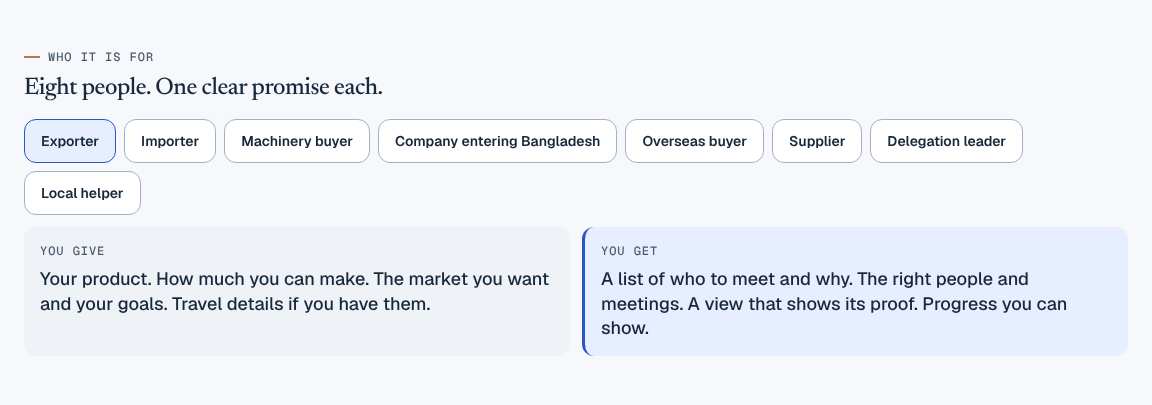 WHO IT IS FOR
Eight people. One clear promise each.
Exporter
Importer
Machinery buyer
Company entering Bangladesh
Overseas buyer
Supplier
Delegation leader
Local helper
YOU GIVE
Your product. How much you can make. The market you want
and your goals. Travel details if you have them.
YOU GET
A list of who to meet and why. The right people and
meetings. A view that shows its proof. Progress you can
show.